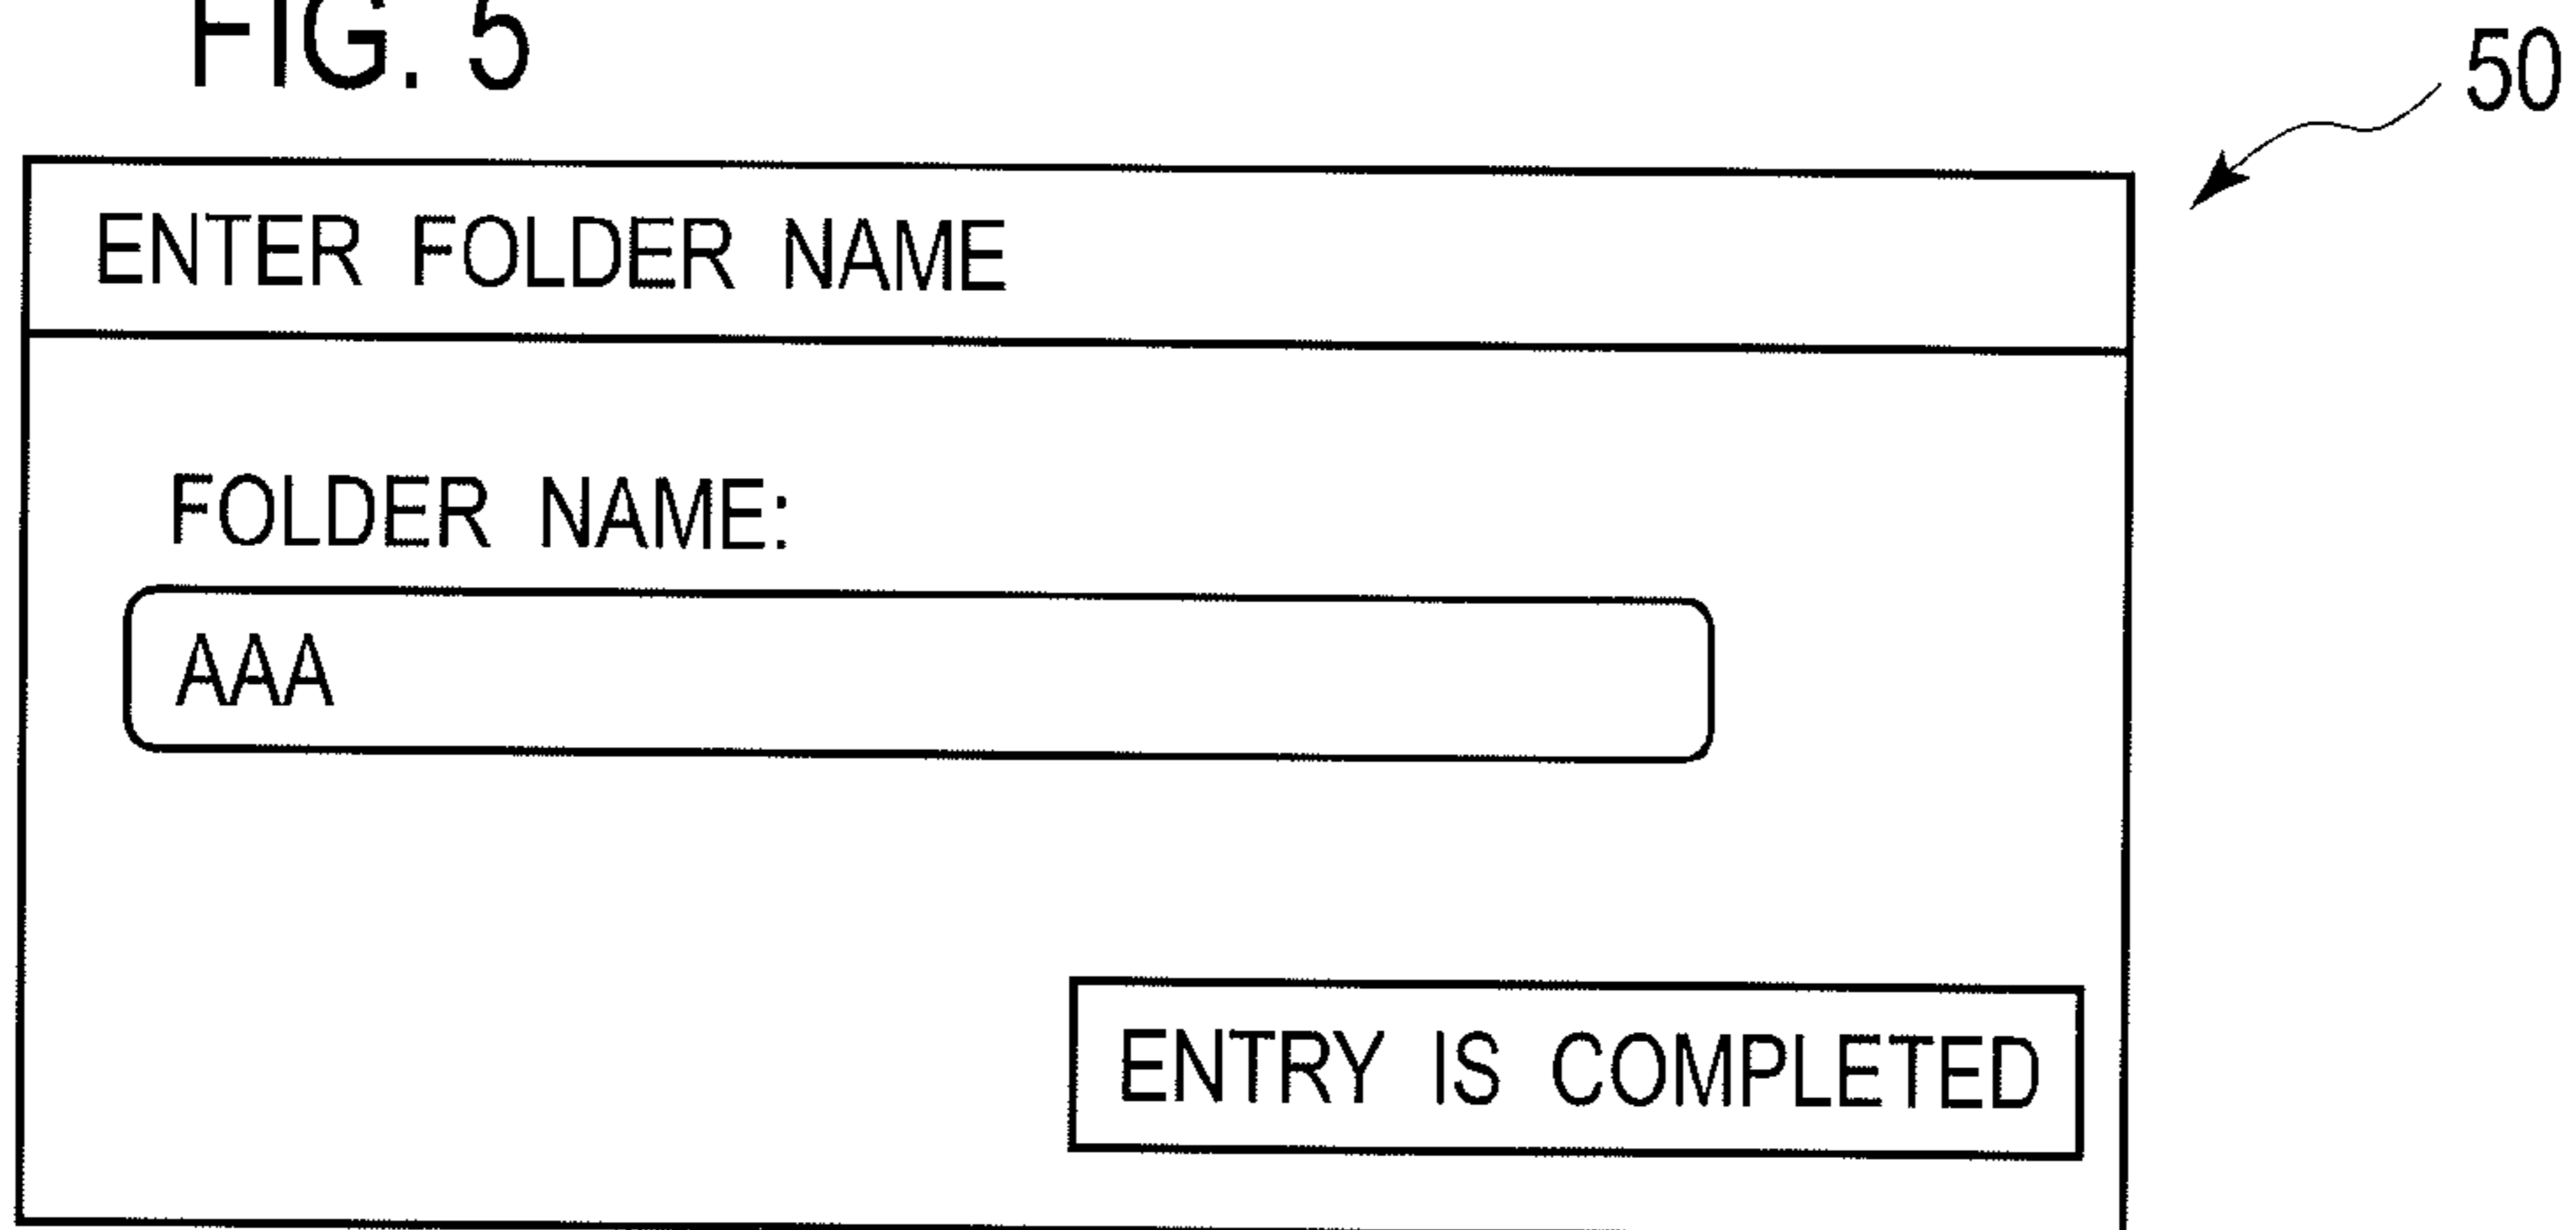 FIG. 5
50
ENTER FOLDER NAME
FOLDER NAME:
AAA
ENTRY IS COMPLETED